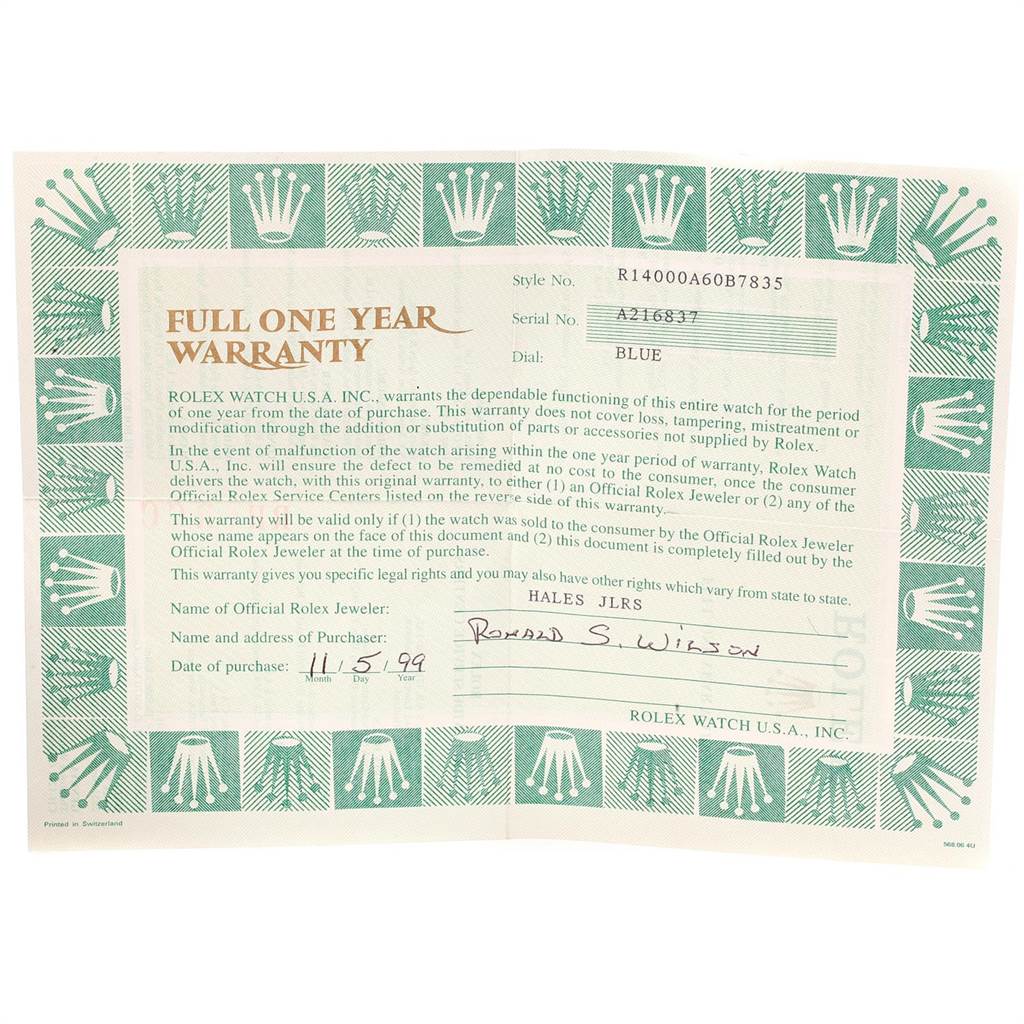 Style No. R14000A60B7835
Serial No. A216837
Dial: BLUE
FULL ONE YEAR
WARRANTY
ROLEX WATCH U.S.A. INC., warrants the dependable functioning of this entire watch for the period
of one year from the date of purchase. This warranty does not cover loss, tampering, mistreatment or
modification through the addition or substitution of parts or accessories not supplied by Rolex.
In the event of malfunction of the watch arising within the one year period of warranty, Rolex Watch
U.S.A., Inc. will ensure the defect to be remedied at no cost to the consumer, once the consumer
delivers the watch, with this original warranty, to either (1) an Official Rolex Jeweler or (2) any of the
Official Rolex Service Centers listed on the reverse side of this warranty.
This warranty will be valid only if (1) the watch was sold to the consumer by the Official Rolex Jeweler
whose name appears on the face of this document and (2) this document is completely filled out by the
Official Rolex Jeweler at the time of purchase.
This warranty gives you specific legal rights and you may also have other rights which vary from state to state.
Name of Official Rolex Jeweler: HALES JLRS
Name and address of Purchaser: RONALD S. WILSON
Date of purchase: 11/5/99
Month Day Year
ROLEX WATCH U.S.A., INC.
Printed in Switzerland
568.06 4U